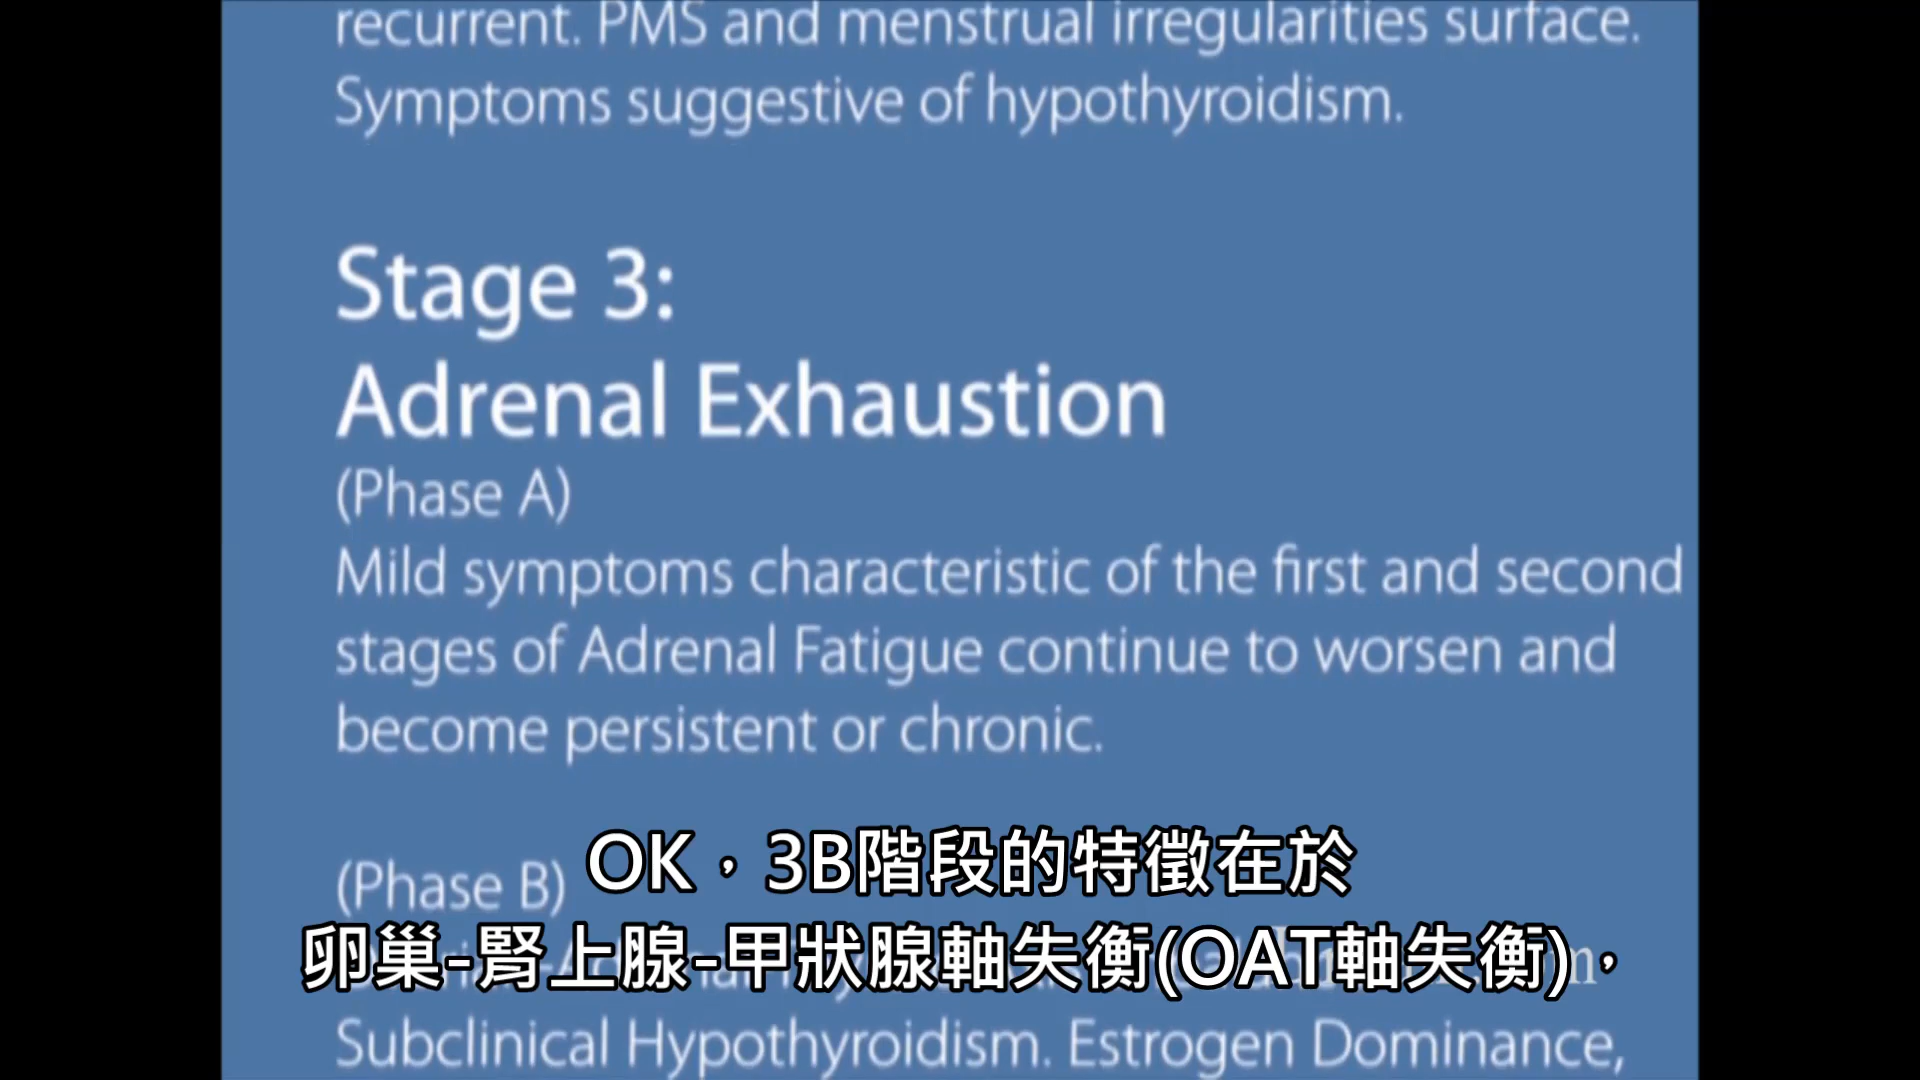 recurrent. PMS and menstrual irregularities surface.
Symptoms suggestive of hypothyroidism.
Stage 3:
Adrenal Exhaustion
(Phase A)
Mild symptoms characteristic of the first and second
stages of Adrenal Fatigue continue to worsen and
become persistent or chronic.
(Phase B)
OK，3B階段的特徵在於
卵巢-腎上腺-甲狀腺軸失衡(OAT軸失衡)，
Subclinical Hypothyroidism. Estrogen Dominance,